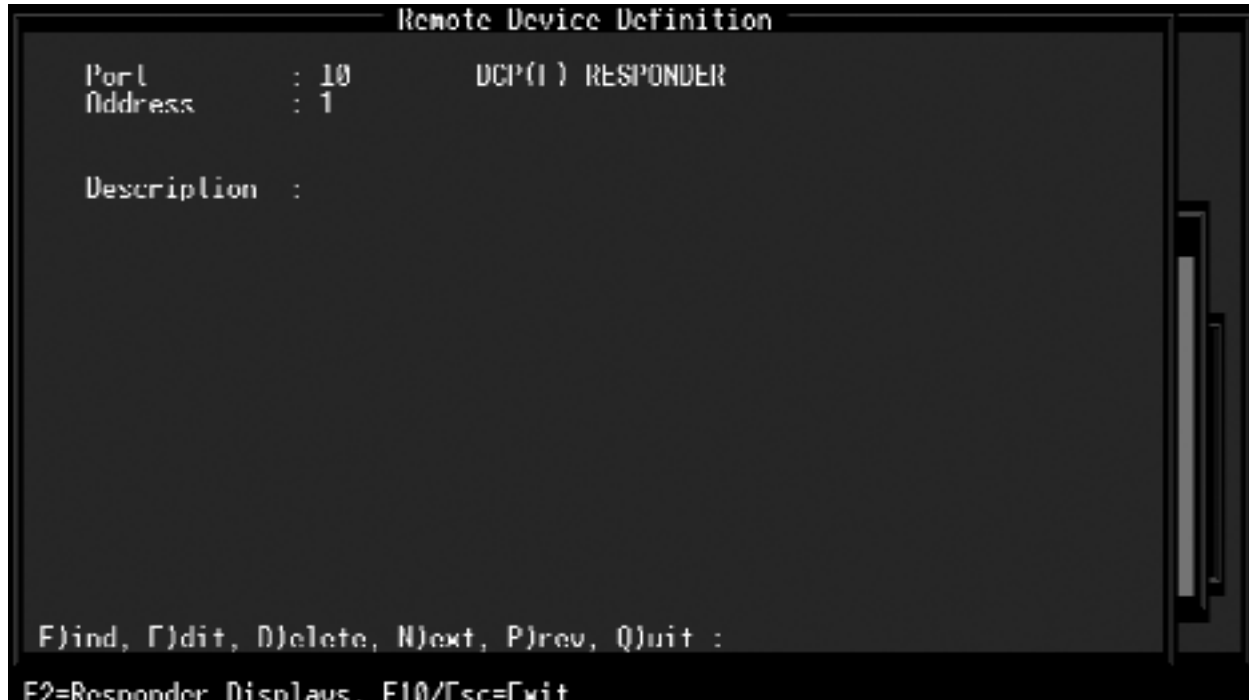 Remote Device Definition
Port : 10 DCP(F) RESPONDER
Address : 1
Description :
F)ind, E)dit, D)elete, N)ext, P)rev, Q)uit :
F2=Responder Displays, F10/Esc=Exit